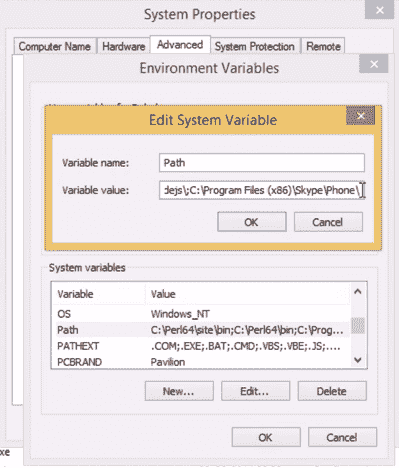 System Properties
Computer Name Hardware Advanced System Protection Remote
Environment Variables
Edit System Variable
Variable name: Path
Variable value: dejs\;C:\Program Files (x86)\Skype\Phone\
OK Cancel
System variables
Variable Value
OS Windows_NT
Path C:\Perl64\site\bin;C:\Perl64\bin;C:\Prog...
PATHEXT .COM;.EXE;.BAT;.CMD;.VBS;.VBE;.JS;....
PCBRAND Pavilion
New... Edit... Delete
OK Cancel
xe